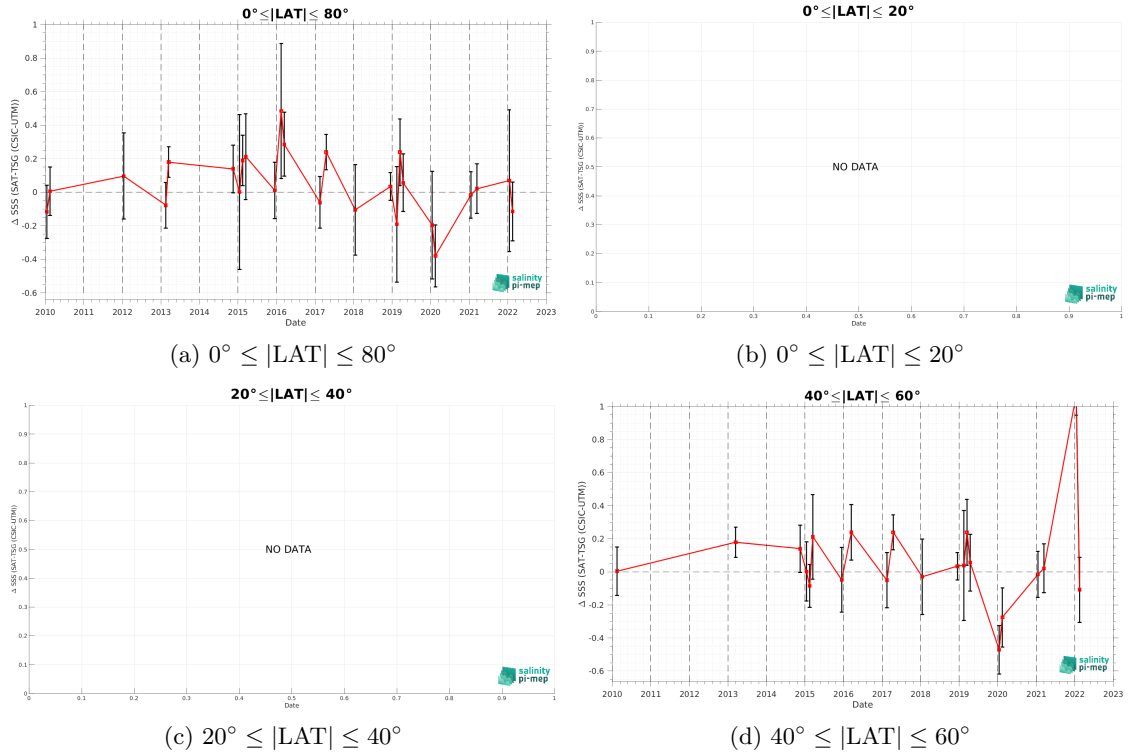 0°≤|LAT|≤ 80°
1
0.8
0.6
0.4
0.2
0
-0.2
-0.4
-0.6
Δ SSS (SAT-TSG (CSIC-UTM))
2010 2011 2012 2013 2014 2015 2016 2017 2018 2019 2020 2021 2022 2023
Date
salinity
pi-mep
(a) 0° ≤ |LAT| ≤ 80°
0°≤|LAT|≤ 20°
1
0.9
0.8
0.7
0.6
0.5
0.4
0.3
0.2
0.1
0
Δ SSS (SAT-TSG (CSIC-UTM))
NO DATA
0 0.1 0.2 0.3 0.4 0.5 0.6 0.7 0.8 0.9 1
Date
salinity
pi-mep
(b) 0° ≤ |LAT| ≤ 20°
20°≤|LAT|≤ 40°
1
0.9
0.8
0.7
0.6
0.5
0.4
0.3
0.2
0.1
0
Δ SSS (SAT-TSG (CSIC-UTM))
NO DATA
0 0.1 0.2 0.3 0.4 0.5 0.6 0.7 0.8 0.9 1
Date
salinity
pi-mep
(c) 20° ≤ |LAT| ≤ 40°
40°≤|LAT|≤ 60°
1
0.8
0.6
0.4
0.2
0
-0.2
-0.4
-0.6
Δ SSS (SAT-TSG (CSIC-UTM))
2010 2011 2012 2013 2014 2015 2016 2017 2018 2019 2020 2021 2022 2023
Date
salinity
pi-mep
(d) 40° ≤ |LAT| ≤ 60°